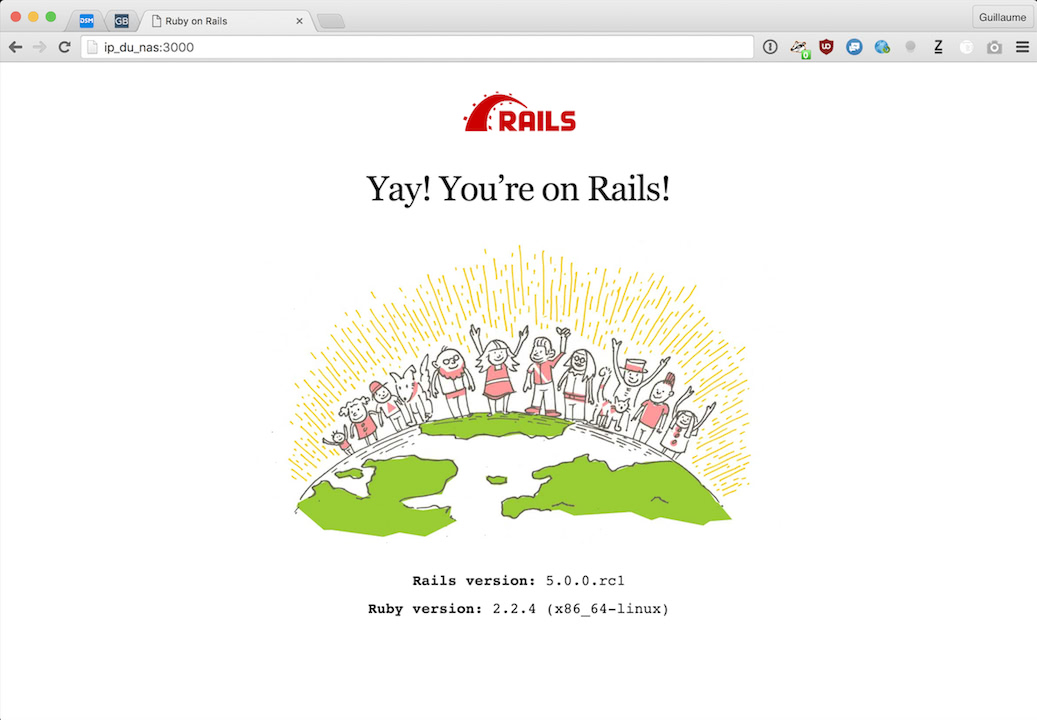 DSM
GB
Ruby on Rails
Guillaume
ip_du_nas:3000
RAILS
Yay! You’re on Rails!
Rails version: 5.0.0.rc1
Ruby version: 2.2.4 (x86_64-linux)